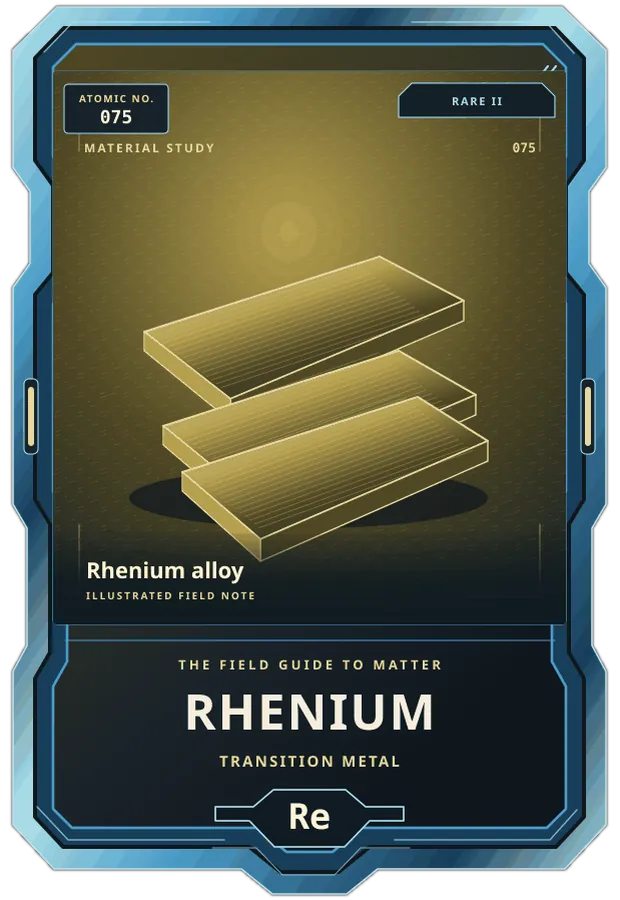 ATOMIC NO.
075
RARE II
MATERIAL STUDY
075
Rhenium alloy
ILLUSTRATED FIELD NOTE
THE FIELD GUIDE TO MATTER
RHENIUM
TRANSITION METAL
Re